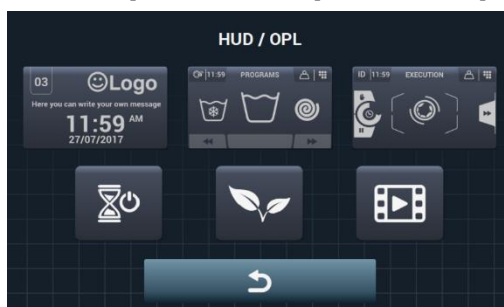 HUD / OPL
03
Logo
Here you can write your own message
11:59 AM
27/07/2017
11:59 PROGRAMS
ID 11:59 EXECUTION